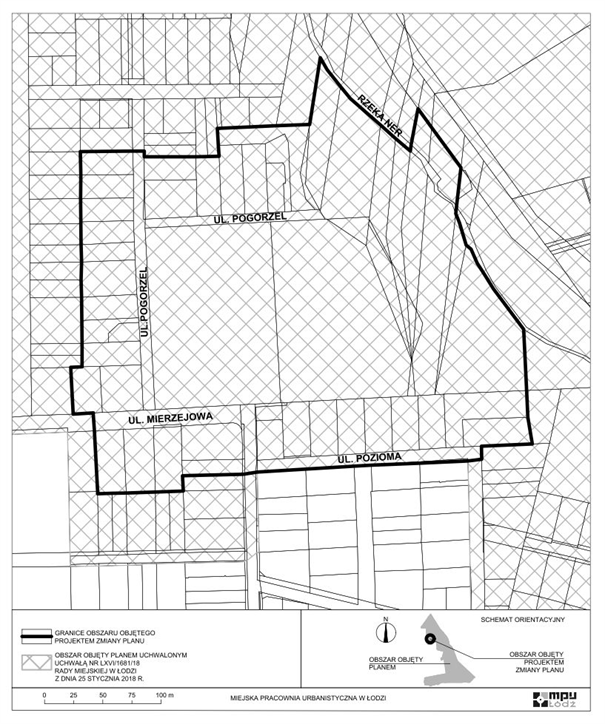 RZEKA NER
UL. POGORZEL
UL.POGORZEL
UL. MIERZEJOWA
UL. POZIOMA
GRANICE OBSZARU OBJĘTEGO
PROJEKTEM ZMIANY PLANU
OBSZAR OBJĘTY PLANEM UCHWALONYM
UCHWAŁĄ NR LXVI/1681/18
RADY MIEJSKIEJ W ŁODZI
Z DNIA 25 STYCZNIA 2018 R.
N
SCHEMAT ORIENTACYJNY
OBSZAR OBJĘTY
PLANEM
OBSZAR OBJĘTY
PROJEKTEM
ZMIANY PLANU
0 25 50 75 100 m
MIEJSKA PRACOWNIA URBANISTYCZNA W ŁODZI
mpu
Łódź